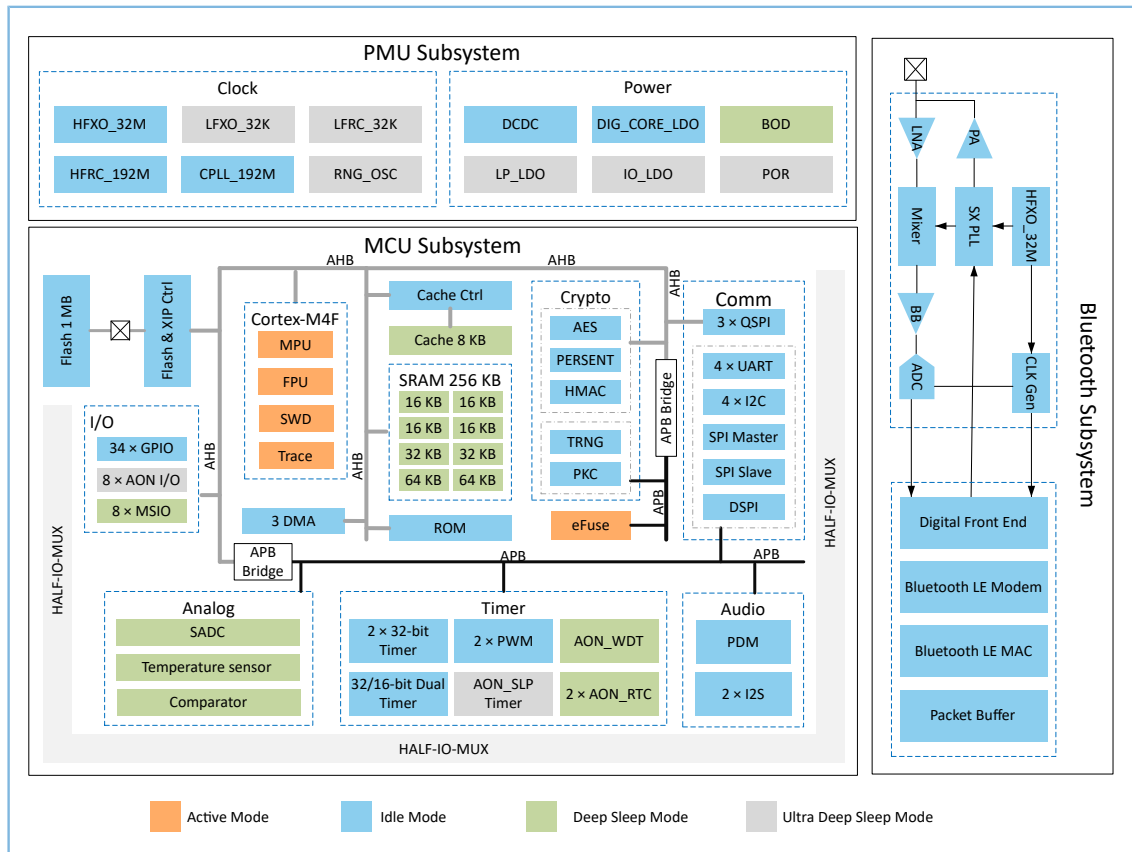 PMU Subsystem
Clock
HFXO_32M
LFXO_32K
LFRC_32K
HFRC_192M
CPLL_192M
RNG_OSC
Power
DCDC
DIG_CORE_LDO
BOD
LP_LDO
IO_LDO
POR
MCU Subsystem
AHB
AHB
AHB
AHB
AHB
Flash 1 MB
Flash & XIP Ctrl
Cortex-M4F
MPU
FPU
SWD
Trace
Cache Ctrl
Cache 8 KB
SRAM 256 KB
16 KB
16 KB
16 KB
16 KB
32 KB
32 KB
64 KB
64 KB
Crypto
AES
PERSENT
HMAC
TRNG
PKC
eFuse
APB Bridge
APB
Comm
3 × QSPI
4 × UART
4 × I2C
SPI Master
SPI Slave
DSPI
I/O
34 × GPIO
8 × AON I/O
8 × MSIO
3 DMA
ROM
APB
Bridge
APB
APB
HALF-IO-MUX
HALF-IO-MUX
HALF-IO-MUX
Analog
SADC
Temperature sensor
Comparator
Timer
2 × 32-bit
Timer
2 × PWM
AON_WDT
32/16-bit Dual
Timer
AON_SLP
Timer
2 × AON_RTC
Audio
PDM
2 × I2S
Bluetooth Subsystem
LNA
PA
Mixer
SX PLL
HFXO_32M
BB
ADC
CLK Gen
Digital Front End
Bluetooth LE Modem
Bluetooth LE MAC
Packet Buffer
Active Mode
Idle Mode
Deep Sleep Mode
Ultra Deep Sleep Mode